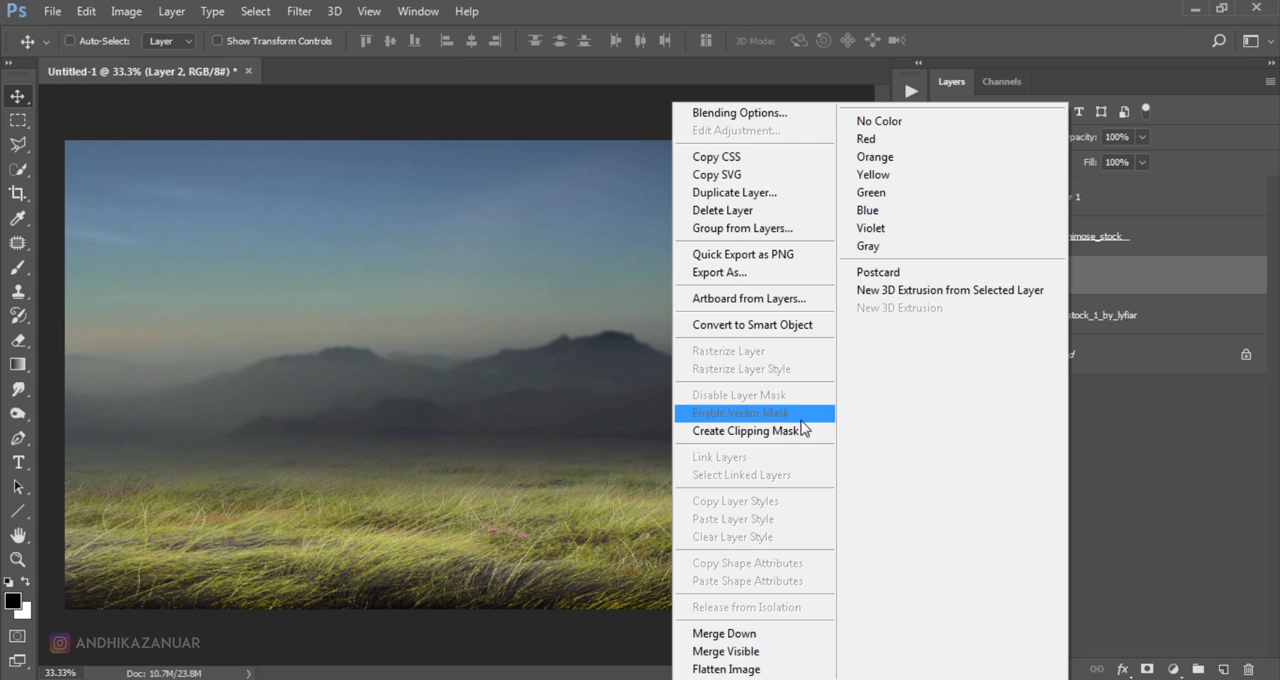 Ps File Edit Image Layer Type Select Filter 3D View Window Help
Auto-Select: Layer Show Transform Controls 3D Mode:
Untitled-1 @ 33.3% (Layer 2, RGB/8#) * ×
Layers Channels
Blending Options...
Edit Adjustment...
Copy CSS
Copy SVG
Duplicate Layer...
Delete Layer
Group from Layers...
Quick Export as PNG
Export As...
Artboard from Layers...
Convert to Smart Object
Rasterize Layer
Rasterize Layer Style
Disable Layer Mask
Enable Vector Mask
Create Clipping Mask
Link Layers
Select Linked Layers
Copy Layer Styles
Paste Layer Style
Clear Layer Style
Copy Shape Attributes
Paste Shape Attributes
Release from Isolation
Merge Down
Merge Visible
Flatten Image
No Color
Red
Orange
Yellow
Green
Blue
Violet
Gray
Postcard
New 3D Extrusion from Selected Layer
New 3D Extrusion
pacity: 100%
Fill: 100%
r 1
nimose_stock__
stock_1_by_lyfiar
d
ANDHIKAZANUAR
33.33% Doc: 10.7M/23.8M